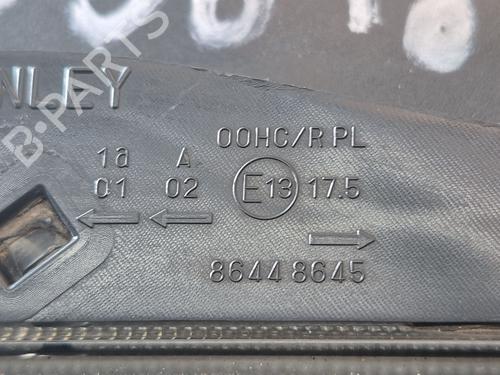 NLEY
00HC/R PL
1a A
01 02 E13 17.5
8644 8645
B-PARTS